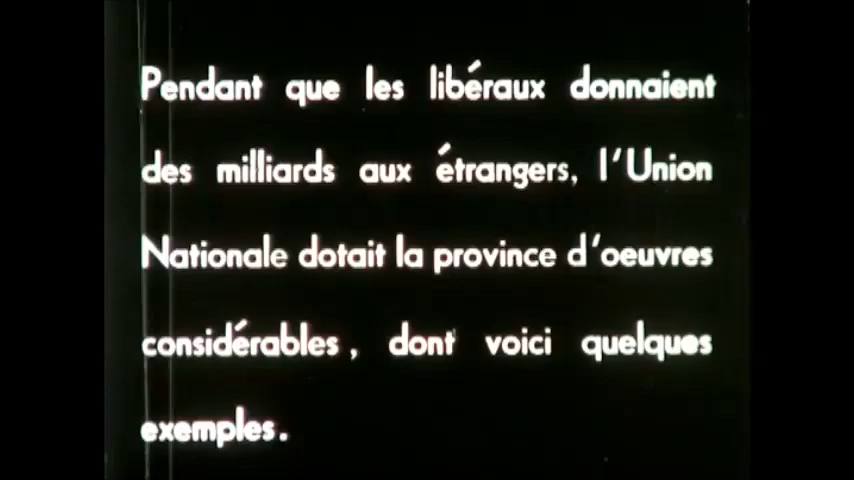 Pendant que les libéraux donnaient
des milliards aux étrangers, l'Union
Nationale dotait la province d'oeuvres
considérables, dont voici quelques
exemples.